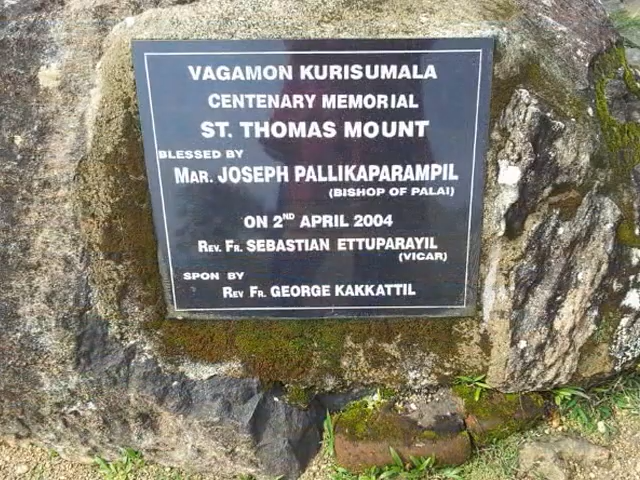 VAGAMON KURISUMALA
CENTENARY MEMORIAL
ST. THOMAS MOUNT
BLESSED BY
MAR. JOSEPH PALLIKAPARAMPIL
(BISHOP OF PALAI)
ON 2ND APRIL 2004
REV. FR. SEBASTIAN ETTUPARAYIL
(VICAR)
SPON BY
REV FR. GEORGE KAKKATTIL